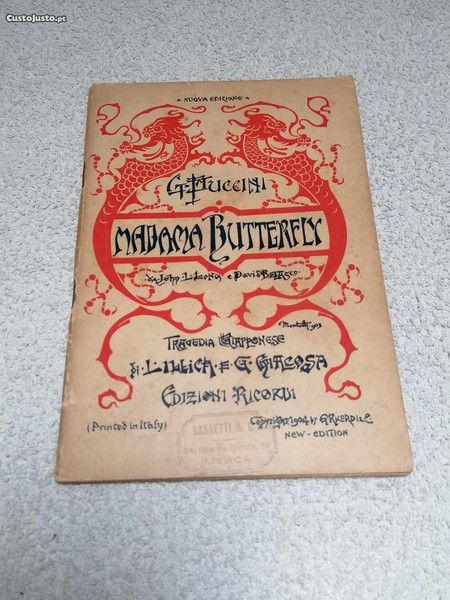 CustoJusto.pt
NUOVA EDIZIONE
G. PUCCINI
MADAMA BUTTERFLY
da John L. Long e David Belasco
TRAGEDIA GIAPPONESE
di L. ILLICA E G. GIACOSA
EDIZIONI RICORDI
(Printed in Italy)
Copyright 1904 by G. RICORDI & C.
NEW-EDITION
SASSETTI & C.
LISBOA